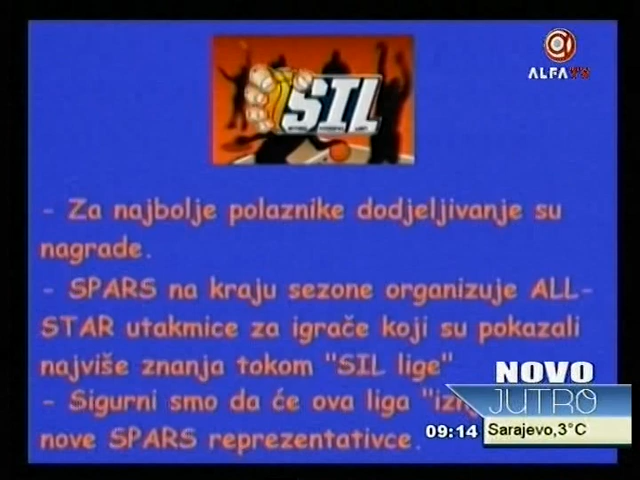 ALFA
SIL
- Za najbolje polaznike dodjeljivanje su
nagrade.
- SPARS na kraju sezone organizuje ALL-
STAR utakmice za igrače koji su pokazali
najviše znanja tokom "SIL lige"
- Sigurni smo da će ova liga
nove SPARS reprezentativce.
NOVO
JUTRO
09:14 Sarajevo,3°C